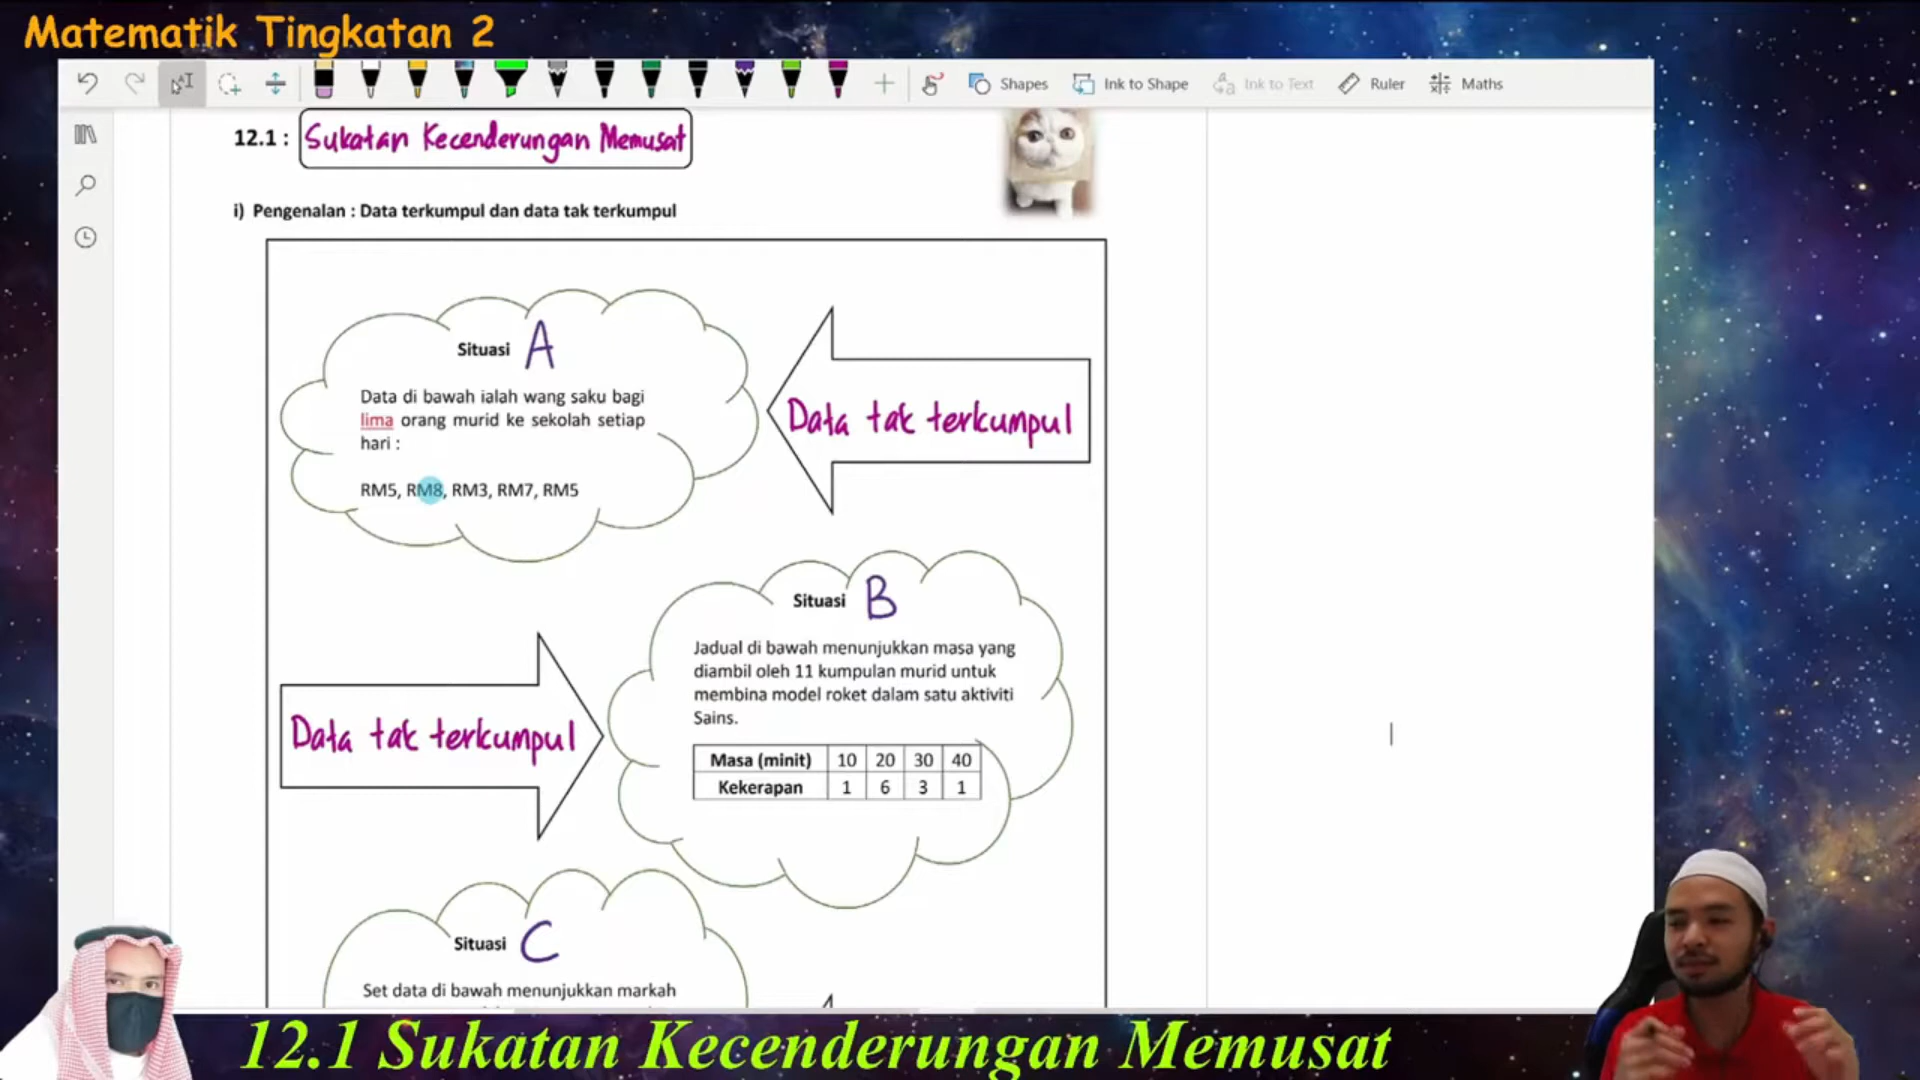 Matematik Tingkatan 2
Shapes Ink to Shape Ink to Text Ruler Maths
12.1 : Sukatan Kecenderungan Memusat
i) Pengenalan : Data terkumpul dan data tak terkumpul
Situasi A
Data di bawah ialah wang saku bagi
lima orang murid ke sekolah setiap
hari :
RM5, RM8, RM3, RM7, RM5
Data tak terkumpul
Situasi B
Jadual di bawah menunjukkan masa yang
diambil oleh 11 kumpulan murid untuk
membina model roket dalam satu aktiviti
Sains.
Masa (minit) 10 20 30 40
Kekerapan 1 6 3 1
Data tak terkumpul
Situasi C
Set data di bawah menunjukkan markah
12.1 Sukatan Kecenderungan Memusat